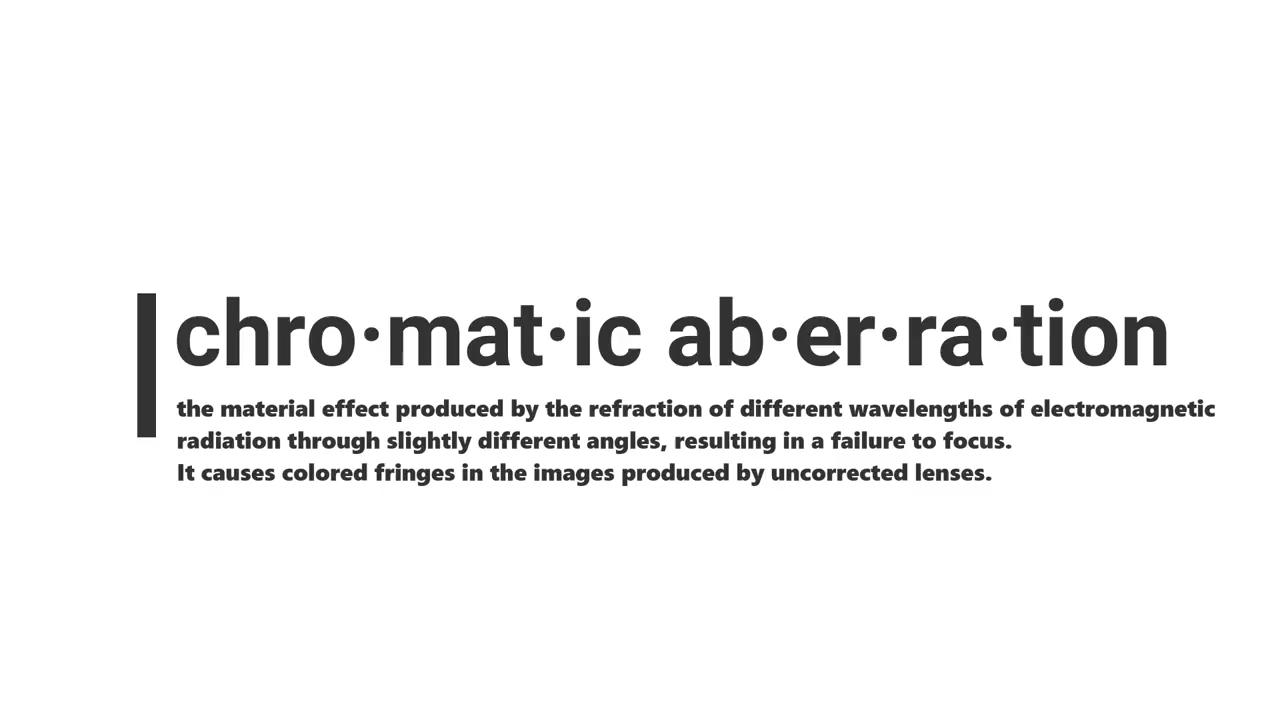 chro·mat·ic ab·er·ra·tion
the material effect produced by the refraction of different wavelengths of electromagnetic
radiation through slightly different angles, resulting in a failure to focus.
It causes colored fringes in the images produced by uncorrected lenses.